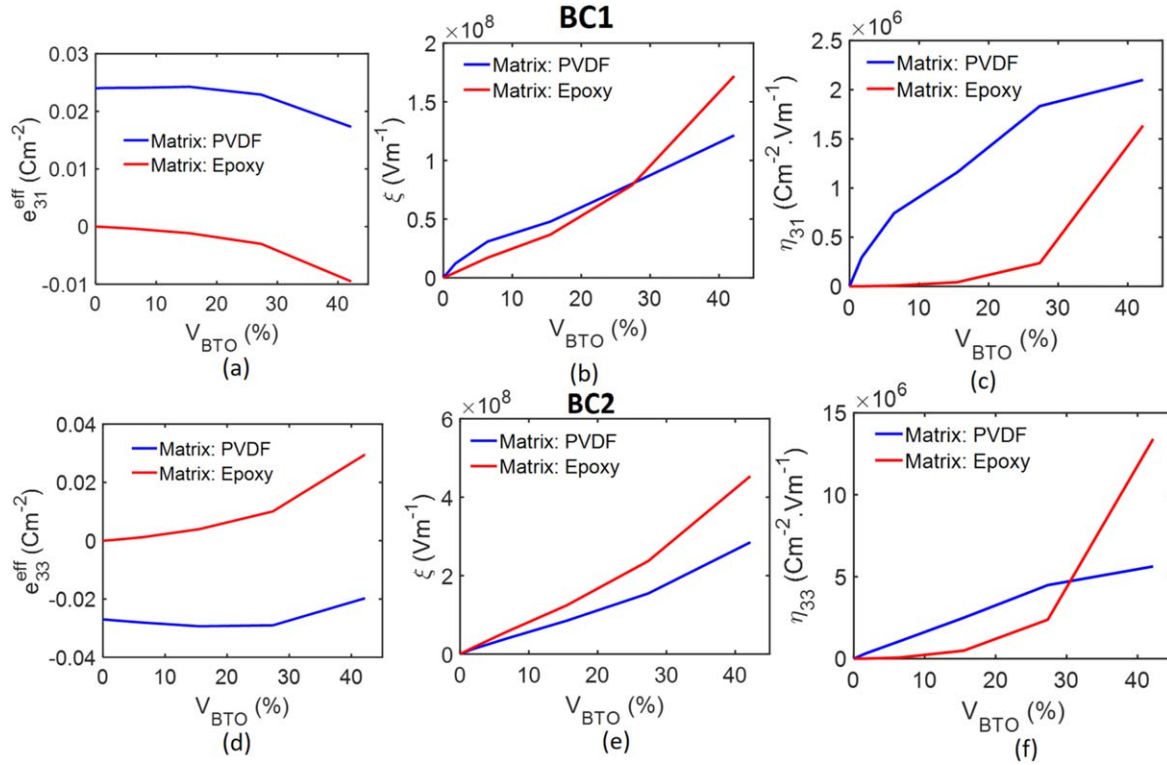 BC1
0.03
0.02
0.01
0
-0.01
Matrix: PVDF
Matrix: Epoxy
e31^eff (Cm^-2)
0 10 20 30 40
V_BTO (%)
(a)
×10^8
2
1.5
1
0.5
0
Matrix: PVDF
Matrix: Epoxy
ξ (Vm^-1)
0 10 20 30 40
V_BTO (%)
(b)
×10^6
2.5
2
1.5
1
0.5
0
Matrix: PVDF
Matrix: Epoxy
η31 (Cm^-2.Vm^-1)
0 10 20 30 40
V_BTO (%)
(c)
BC2
0.04
0.02
0
-0.02
-0.04
Matrix: PVDF
Matrix: Epoxy
e33^eff (Cm^-2)
0 10 20 30 40
V_BTO (%)
(d)
×10^8
6
4
2
0
Matrix: PVDF
Matrix: Epoxy
ξ (Vm^-1)
0 10 20 30 40
V_BTO (%)
(e)
×10^6
15
10
5
0
Matrix: PVDF
Matrix: Epoxy
η33 (Cm^-2.Vm^-1)
0 10 20 30 40
V_BTO (%)
(f)